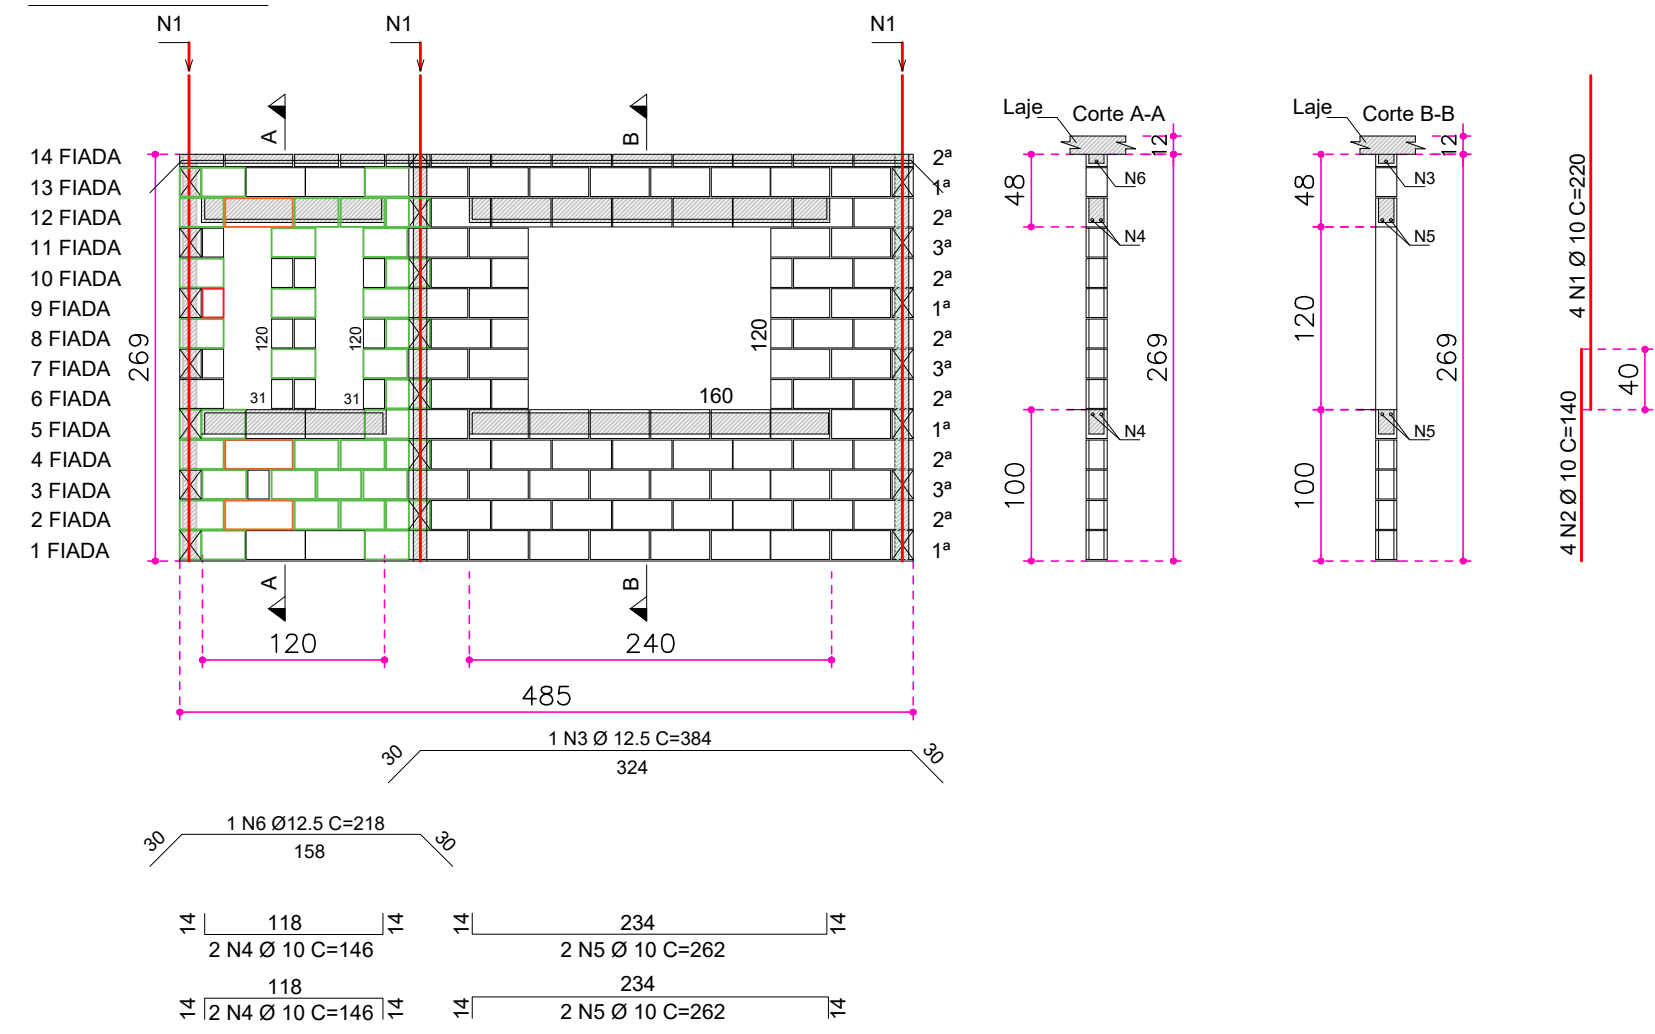 N1 N1 N1
A B
Laje Corte A-A
Laje Corte B-B
12 12
14 FIADA 2ª
13 FIADA 1ª
12 FIADA 2ª
11 FIADA 3ª
10 FIADA 2ª
9 FIADA 1ª
8 FIADA 2ª
7 FIADA 3ª
6 FIADA 2ª
5 FIADA 1ª
4 FIADA 2ª
3 FIADA 3ª
2 FIADA 2ª
1 FIADA 1ª
269
120 120 120
31 31 160
48 N6 N4 269 N4 100
48 N3 N5 120 269 N5 100
4 N1 Ø 10 C=220
4 N2 Ø 10 C=140
40
A B
120 240
485
1 N3 Ø 12.5 C=384
30 324 30
1 N6 Ø12.5 C=218
30 158 30
14 118 14 14 234 14
2 N4 Ø 10 C=146 2 N5 Ø 10 C=262
118 234
14 2 N4 Ø 10 C=146 14 14 2 N5 Ø 10 C=262 14